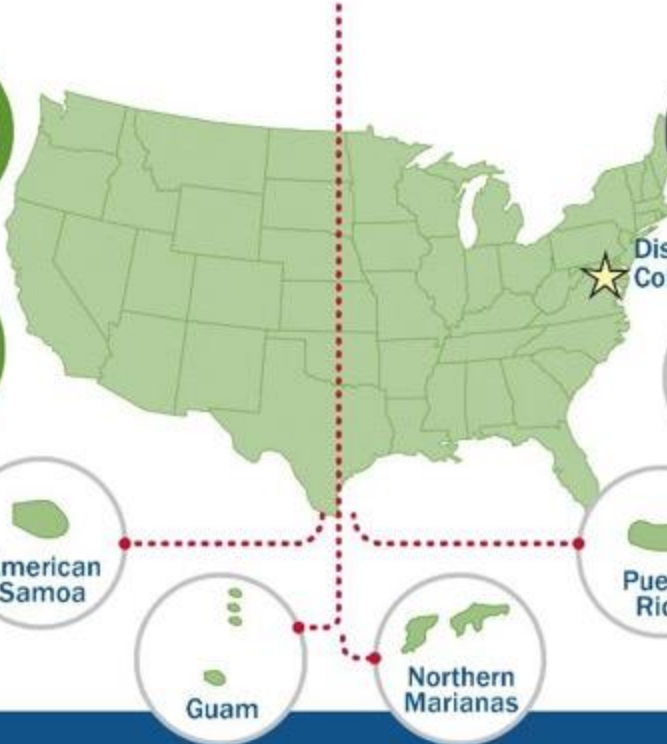 Dis
Co
merican
Samoa
Pue
Ric
Guam
Northern
Marianas